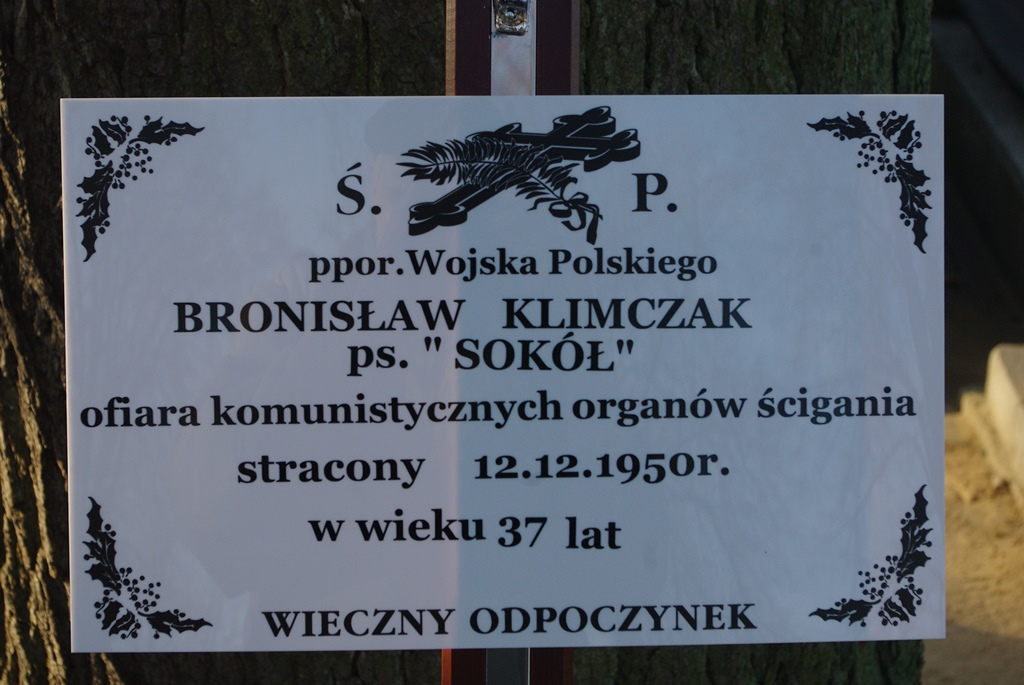 Ś. P.
ppor.Wojska Polskiego
BRONISŁAW KLIMCZAK
ps. " SOKÓŁ"
ofiara komunistycznych organów ścigania
stracony 12.12.1950r.
w wieku 37 lat
WIECZNY ODPOCZYNEK